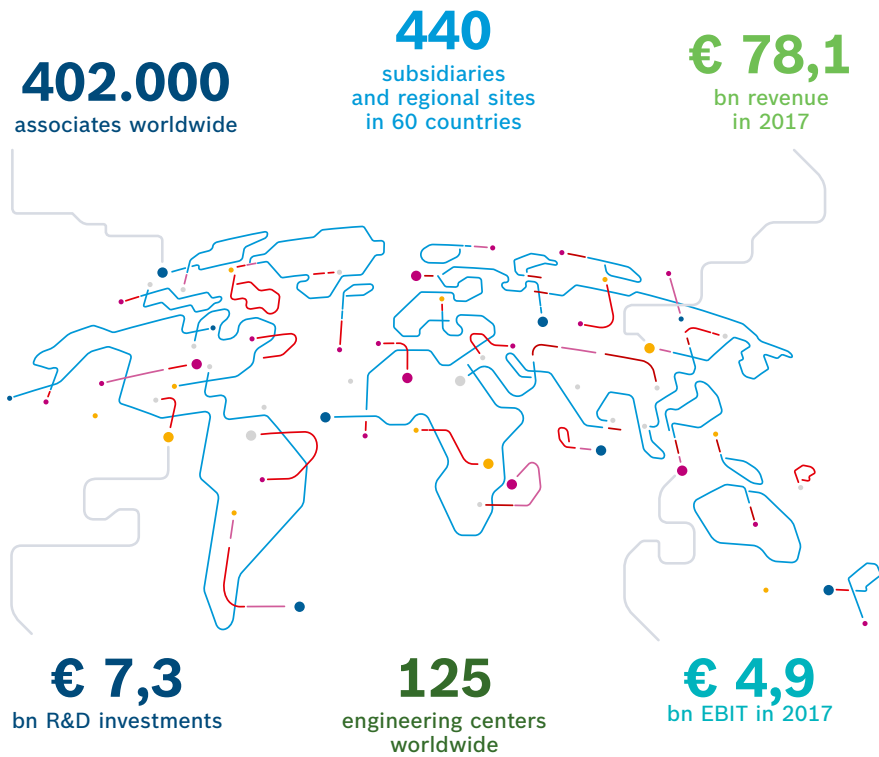 402.000
associates worldwide
440
subsidiaries
and regional sites
in 60 countries
€ 78,1
bn revenue
in 2017
€ 7,3
bn R&D investments
125
engineering centers
worldwide
€ 4,9
bn EBIT in 2017